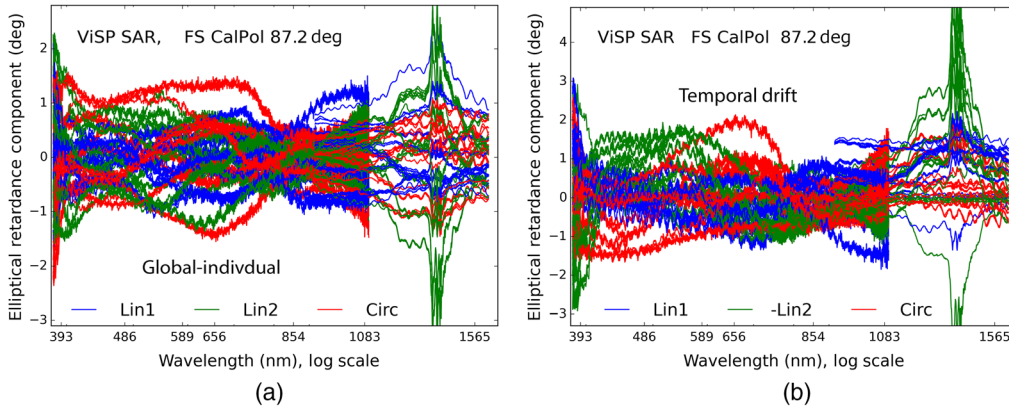 ViSP SAR, FS CalPol 87.2 deg
Elliptical retardance component (deg)
2
1
0
−1
−2
−3
Global-indivdual
Lin1 Lin2 Circ
393 486 589 656 854 1083 1565
Wavelength (nm), log scale
(a)
ViSP SAR FS CalPol 87.2 deg
Temporal drift
Elliptical retardance component (deg)
4
3
2
1
0
−1
−2
−3
Lin1 -Lin2 Circ
393 486 589 656 854 1083 1565
Wavelength (nm), log scale
(b)